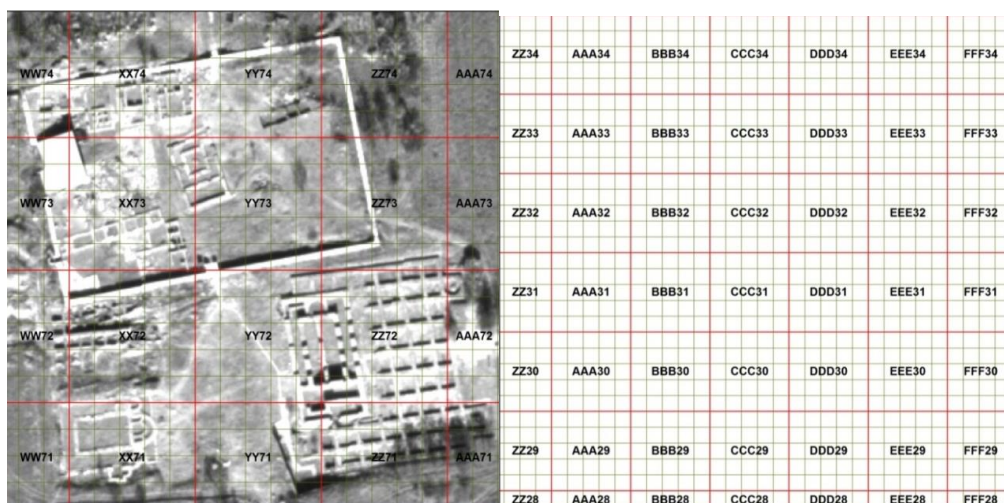 WW74 XX74 YY74 ZZ74 AAA74
WW73 XX73 YY73 ZZ73 AAA73
WW72 XX72 YY72 ZZ72 AAA72
WW71 XX71 YY71 ZZ71 AAA71
ZZ34 AAA34 BBB34 CCC34 DDD34 EEE34 FFF34
ZZ33 AAA33 BBB33 CCC33 DDD33 EEE33 FFF33
ZZ32 AAA32 BBB32 CCC32 DDD32 EEE32 FFF32
ZZ31 AAA31 BBB31 CCC31 DDD31 EEE31 FFF31
ZZ30 AAA30 BBB30 CCC30 DDD30 EEE30 FFF30
ZZ29 AAA29 BBB29 CCC29 DDD29 EEE29 FFF29
ZZ28 AAA28 BBB28 CCC28 DDD28 EEE28 FFF28